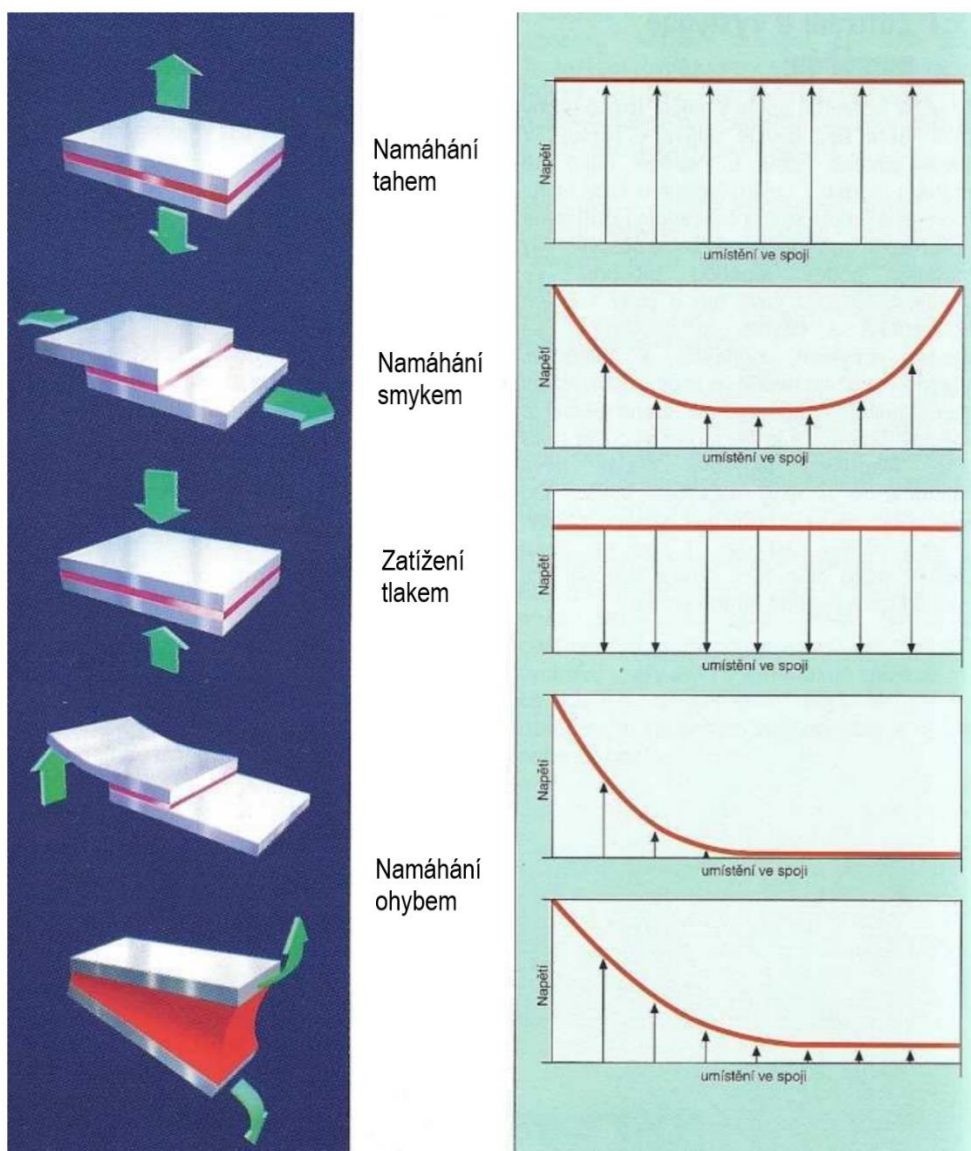 Namáhání
tahem
Napětí
umístění ve spoji
Namáhání
smykem
Napětí
umístění ve spoji
Zatížení
tlakem
Napětí
umístění ve spoji
Napětí
umístění ve spoji
Namáhání
ohybem
Napětí
umístění ve spoji